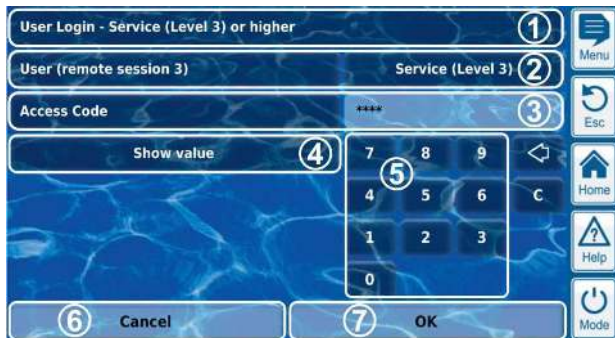 User Login - Service (Level 3) or higher ①
Menu
User (remote session 3) Service (Level 3) ②
Access Code **** ③
Esc
Show value ④
7 8 9
⑤
Home
4 5 6 C
1 2 3
Help
0
⑥ Cancel ⑦ OK
Mode